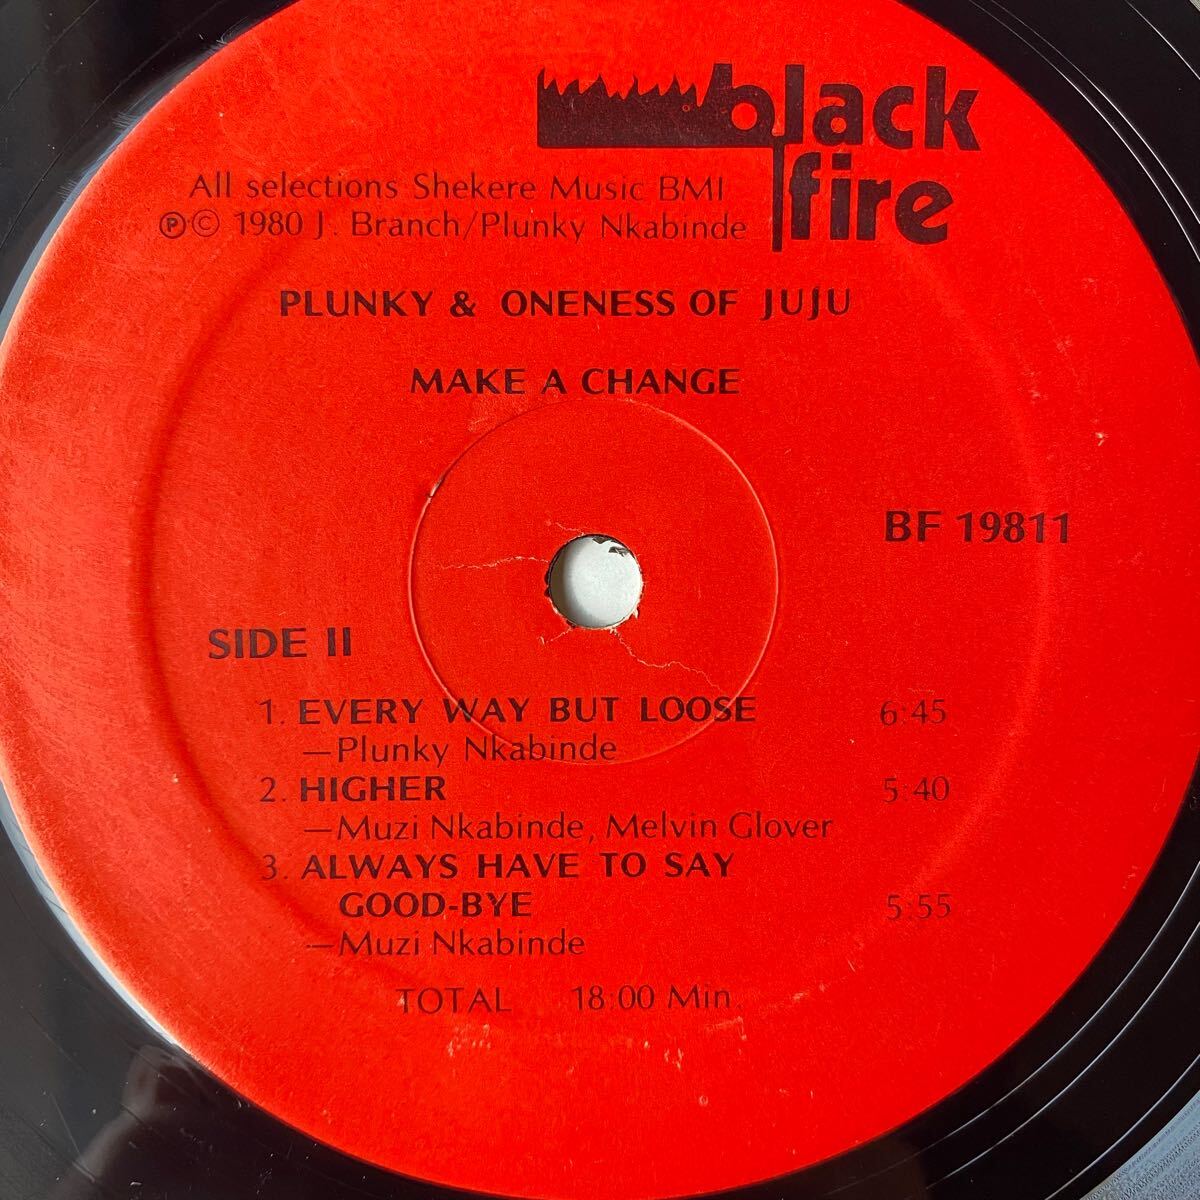 black
fire
All selections Shekere Music BMI
Ⓟ© 1980 J. Branch/Plunky Nkabinde
PLUNKY & ONENESS OF JUJU
MAKE A CHANGE
BF 19811
SIDE II
1. EVERY WAY BUT LOOSE 6:45
—Plunky Nkabinde
2. HIGHER 5:40
—Muzi Nkabinde, Melvin Glover
3. ALWAYS HAVE TO SAY
GOOD-BYE 5:55
—Muzi Nkabinde
TOTAL 18:00 Min.